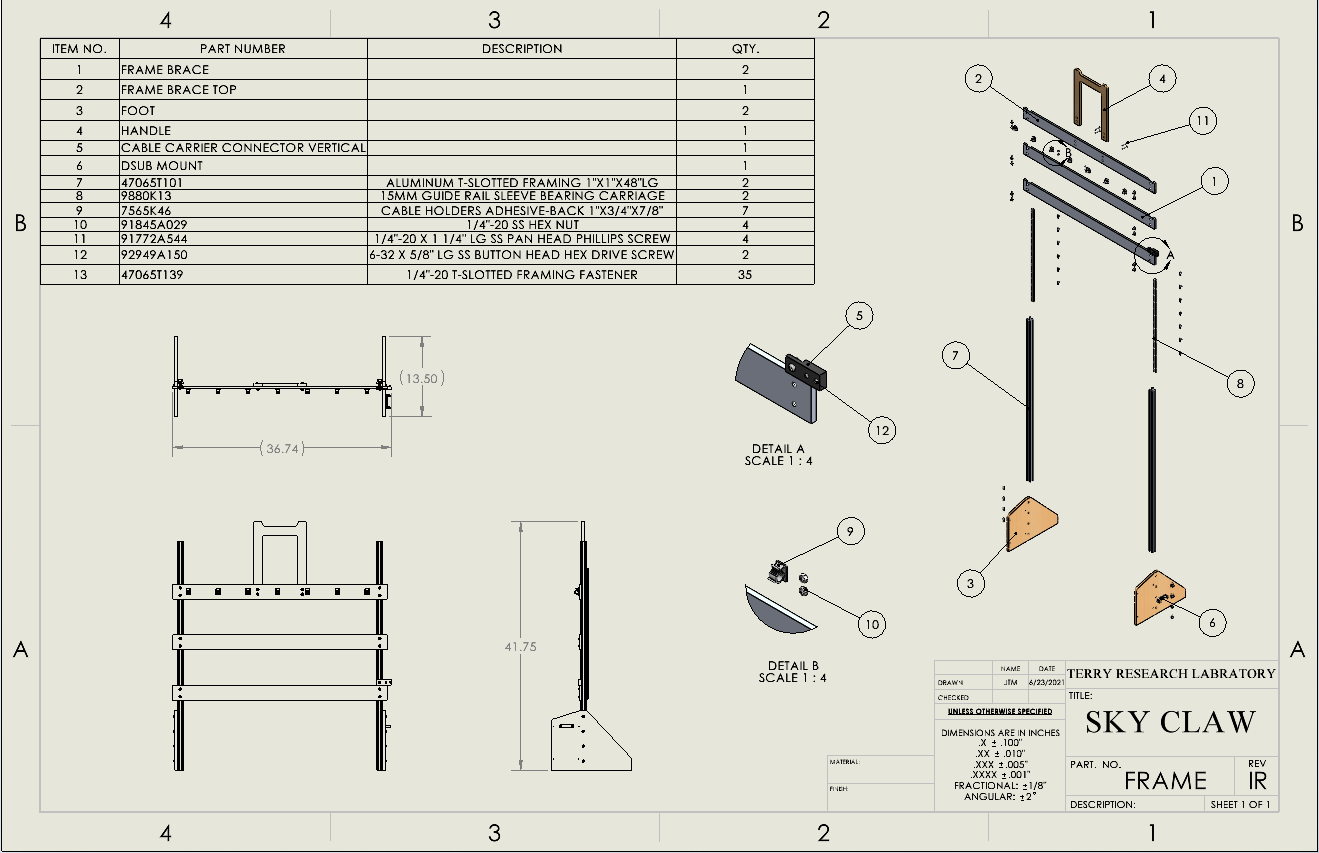 4 3 2 1
ITEM NO. PART NUMBER DESCRIPTION QTY.
1 FRAME BRACE 2
2 FRAME BRACE TOP 1
3 FOOT 2
4 HANDLE 1
5 CABLE CARRIER CONNECTOR VERTICAL 1
6 DSUB MOUNT 1
7 47065T101 ALUMINUM T-SLOTTED FRAMING 1"X1"X48"LG 2
8 9880K13 15MM GUIDE RAIL SLEEVE BEARING CARRIAGE 2
9 7565K46 CABLE HOLDERS ADHESIVE-BACK 1"X3/4"X7/8" 7
10 91845A029 1/4"-20 SS HEX NUT 4
11 91772A544 1/4"-20 X 1 1/4" LG SS PAN HEAD PHILLIPS SCREW 4
12 92949A150 6-32 X 5/8" LG SS BUTTON HEAD HEX DRIVE SCREW 2
13 47065T139 1/4"-20 T-SLOTTED FRAMING FASTENER 35
2
4
11
B
1
A
7
8
3
6
B
B
(13.50)
(36.74)
5
12
DETAIL A
SCALE 1 : 4
41.75
9
10
DETAIL B
SCALE 1 : 4
A
A
NAME DATE
DRAWN JTM 6/23/2021
CHECKED
UNLESS OTHERWISE SPECIFIED
DIMENSIONS ARE IN INCHES
.X ± .100"
.XX ± .010"
.XXX ±.005"
.XXXX ±.001"
FRACTIONAL: ±1/8"
ANGULAR: ±2°
MATERIAL:
FINISH:
TERRY RESEARCH LABRATORY
TITLE:
SKY CLAW
PART. NO.
FRAME
REV
IR
DESCRIPTION:
SHEET 1 OF 1
4 3 2 1